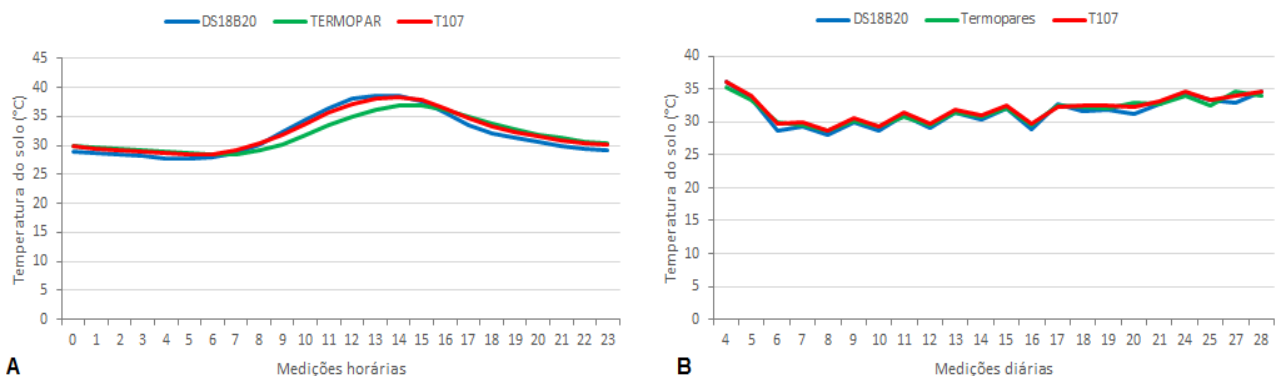 DS18B20 TERMOPAR T107
Temperatura do solo (°C)
45
40
35
30
25
20
15
10
5
0
0 1 2 3 4 5 6 7 8 9 10 11 12 13 14 15 16 17 18 19 20 21 22 23
Medições horárias
A
DS18B20 Termopares T107
Temperatura do solo (°C)
40
35
30
25
20
15
10
5
0
4 5 6 7 8 9 10 11 12 13 14 15 16 17 18 19 20 21 24 25 27 28
Medições diárias
B